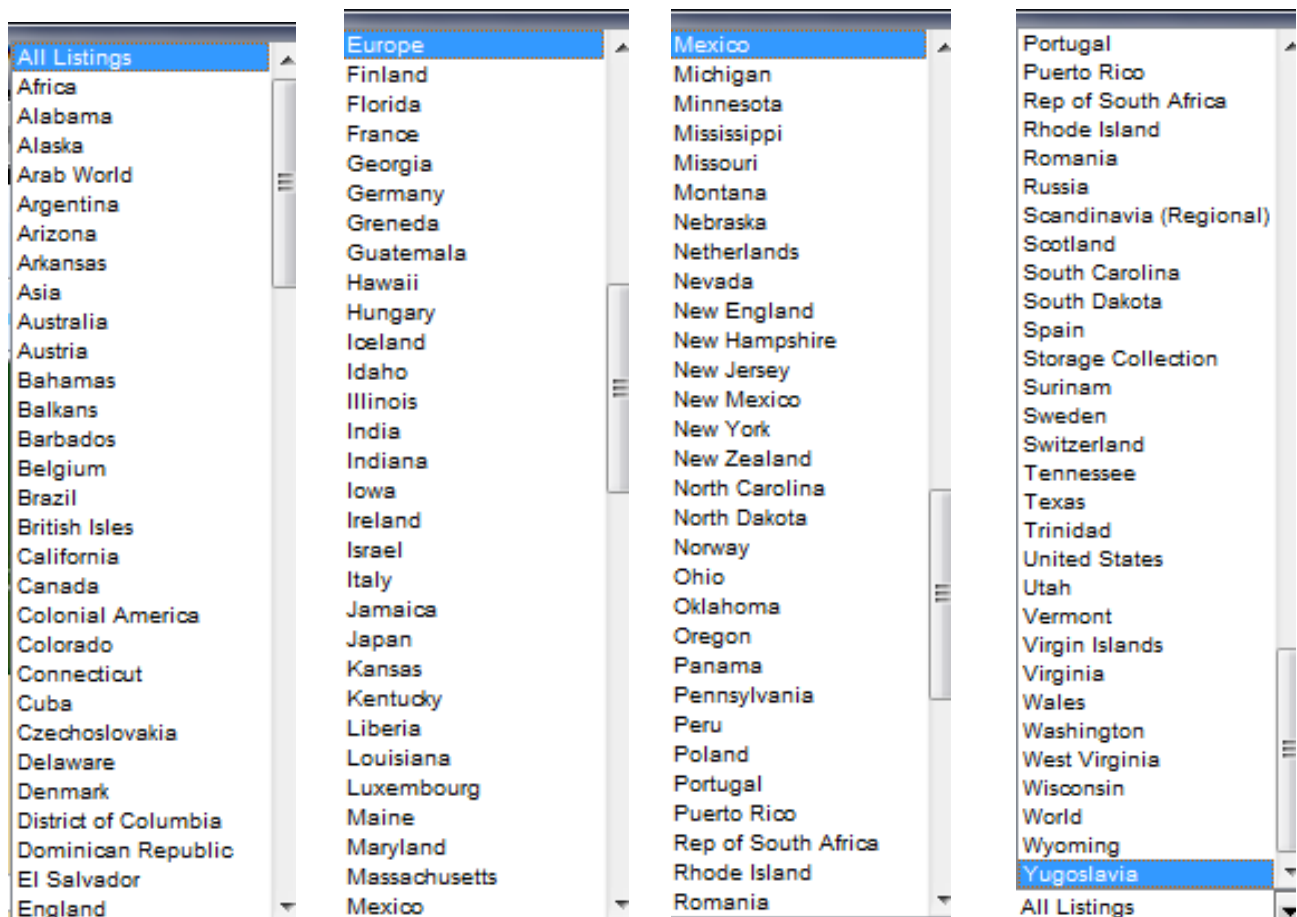 All Listings
Africa
Alabama
Alaska
Arab World
Argentina
Arizona
Arkansas
Asia
Australia
Austria
Bahamas
Balkans
Barbados
Belgium
Brazil
British Isles
California
Canada
Colonial America
Colorado
Connecticut
Cuba
Czechoslovakia
Delaware
Denmark
District of Columbia
Dominican Republic
El Salvador
England
Europe
Finland
Florida
France
Georgia
Germany
Greneda
Guatemala
Hawaii
Hungary
Iceland
Idaho
Illinois
India
Indiana
Iowa
Ireland
Israel
Italy
Jamaica
Japan
Kansas
Kentucky
Liberia
Louisiana
Luxembourg
Maine
Maryland
Massachusetts
Mexico
Mexico
Michigan
Minnesota
Mississippi
Missouri
Montana
Nebraska
Netherlands
Nevada
New England
New Hampshire
New Jersey
New Mexico
New York
New Zealand
North Carolina
North Dakota
Norway
Ohio
Oklahoma
Oregon
Panama
Pennsylvania
Peru
Poland
Portugal
Puerto Rico
Rep of South Africa
Rhode Island
Romania
Portugal
Puerto Rico
Rep of South Africa
Rhode Island
Romania
Russia
Scandinavia (Regional)
Scotland
South Carolina
South Dakota
Spain
Storage Collection
Surinam
Sweden
Switzerland
Tennessee
Texas
Trinidad
United States
Utah
Vermont
Virgin Islands
Virginia
Wales
Washington
West Virginia
Wisconsin
World
Wyoming
Yugoslavia
All Listings